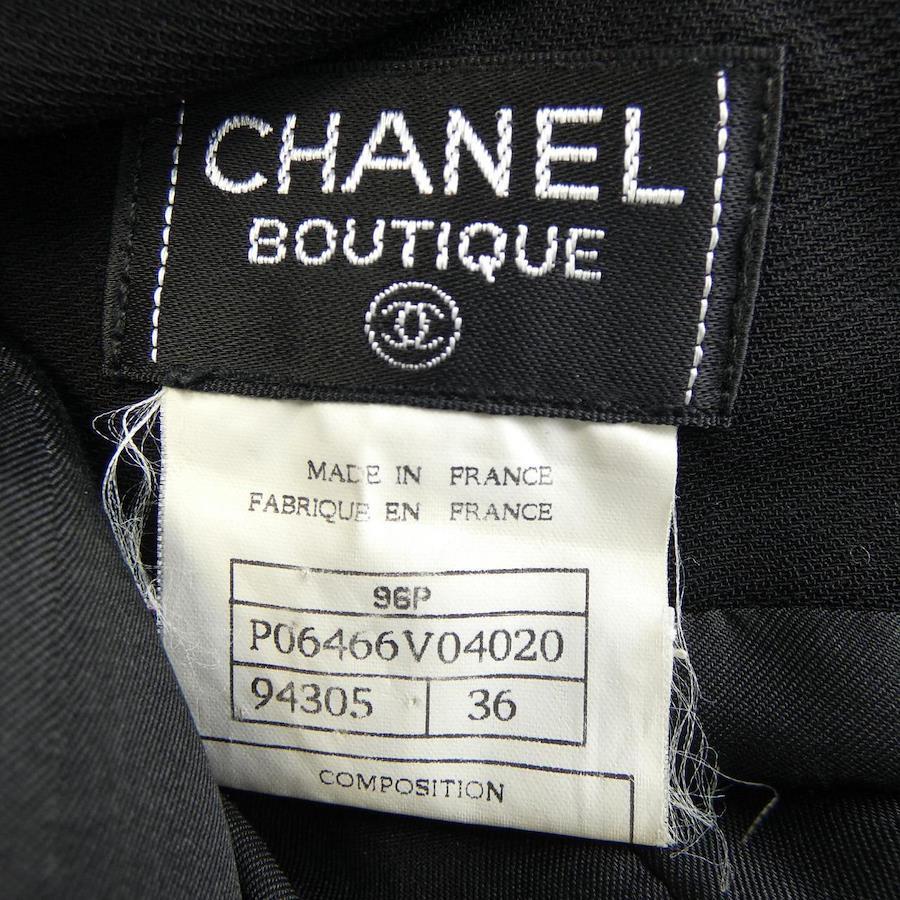 CHANEL
BOUTIQUE
MADE IN FRANCE
FABRIQUE EN FRANCE
96P
P06466V04020
94305 36
COMPOSITION